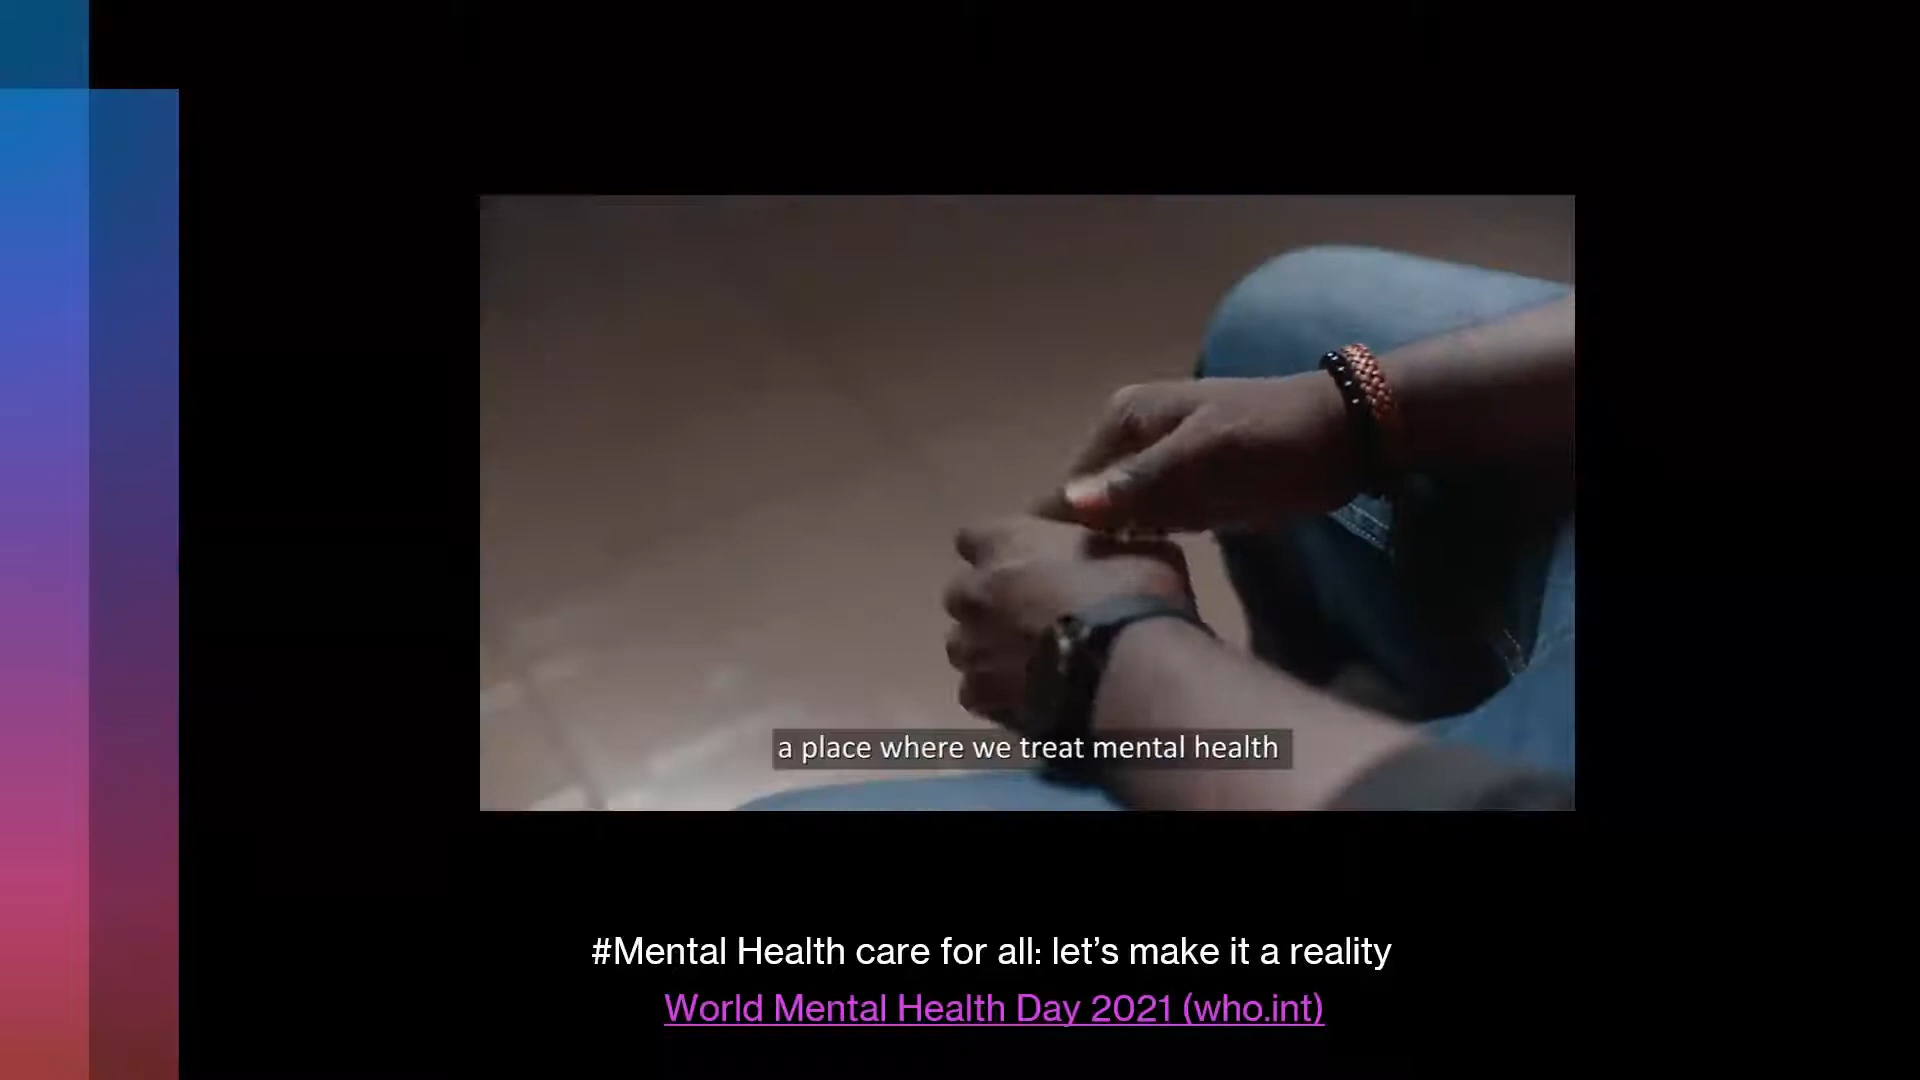 a place where we treat mental health
#Mental Health care for all: let’s make it a reality
World Mental Health Day 2021 (who.int)